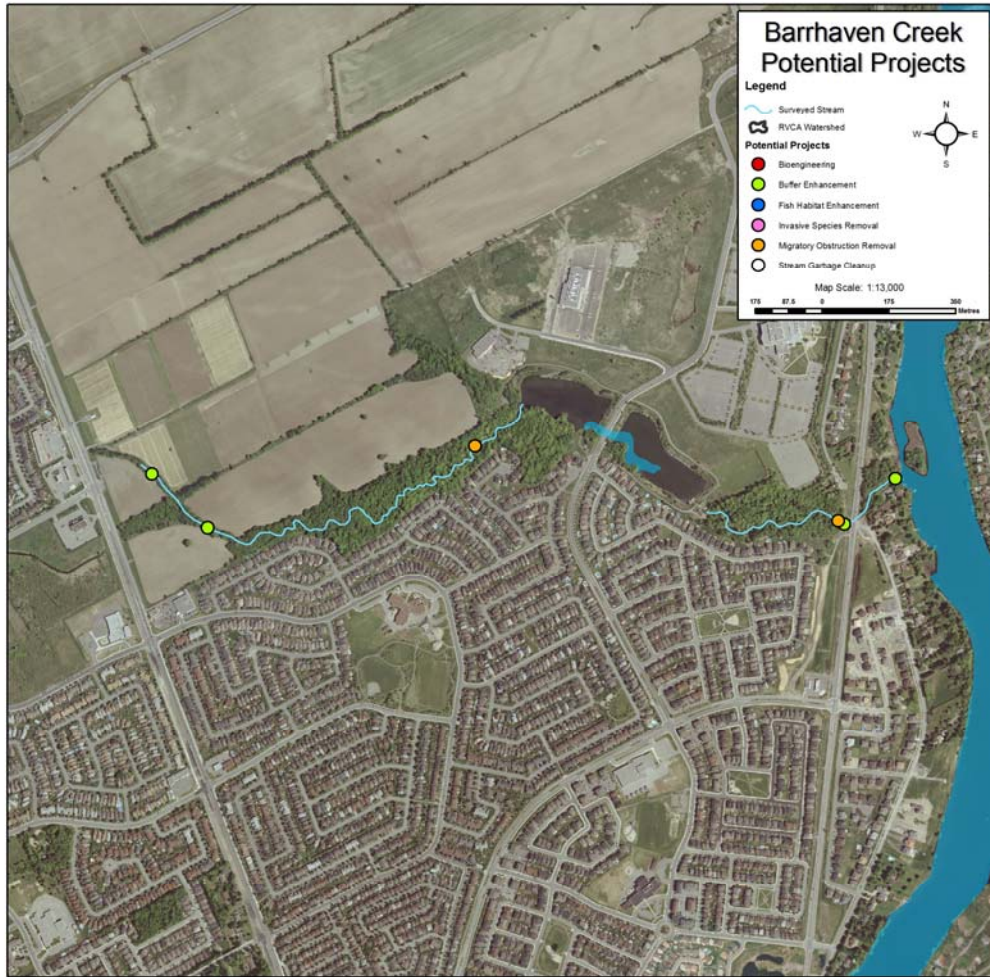 Barrhaven Creek
Potential Projects
Legend
Surveyed Stream
RVCA Watershed
Potential Projects
Bioengineering
Buffer Enhancement
Fish Habitat Enhancement
Invasive Species Removal
Migratory Obstruction Removal
Stream Garbage Cleanup
N
W E
S
Map Scale: 1:13,000
175 87.5 0 175 350
Metres